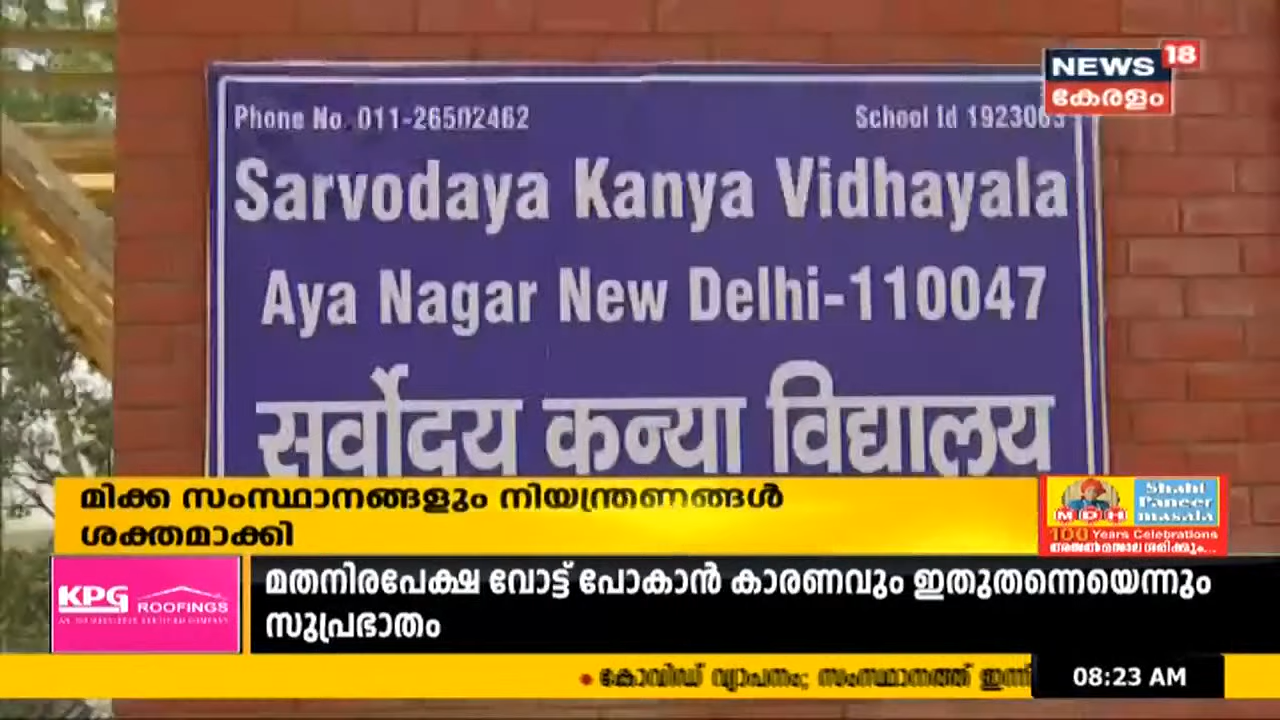 NEWS 18
കേരളം
Phone No. 011-26502462
School Id
Sarvodaya Kanya Vidhayala
Aya Nagar New Delhi-110047
सर्वोदय कन्या विद्यालय
മിക്ക സംസ്ഥാനങ്ങളും നിയന്ത്രണങ്ങൾ
ശക്തമാക്കി
MDH
Shahi
Paneer
masala
100 Years Celebrations
KPG ROOFINGS
മതനിരപേക്ഷ വോട്ട് പോകാൻ കാരണവും ഇതുതന്നെയെന്നും
സുപ്രഭാതം
• കോവിഡ് വ്യാപനം; സംസ്ഥാനത്ത് ഇന്ന്
08:23 AM